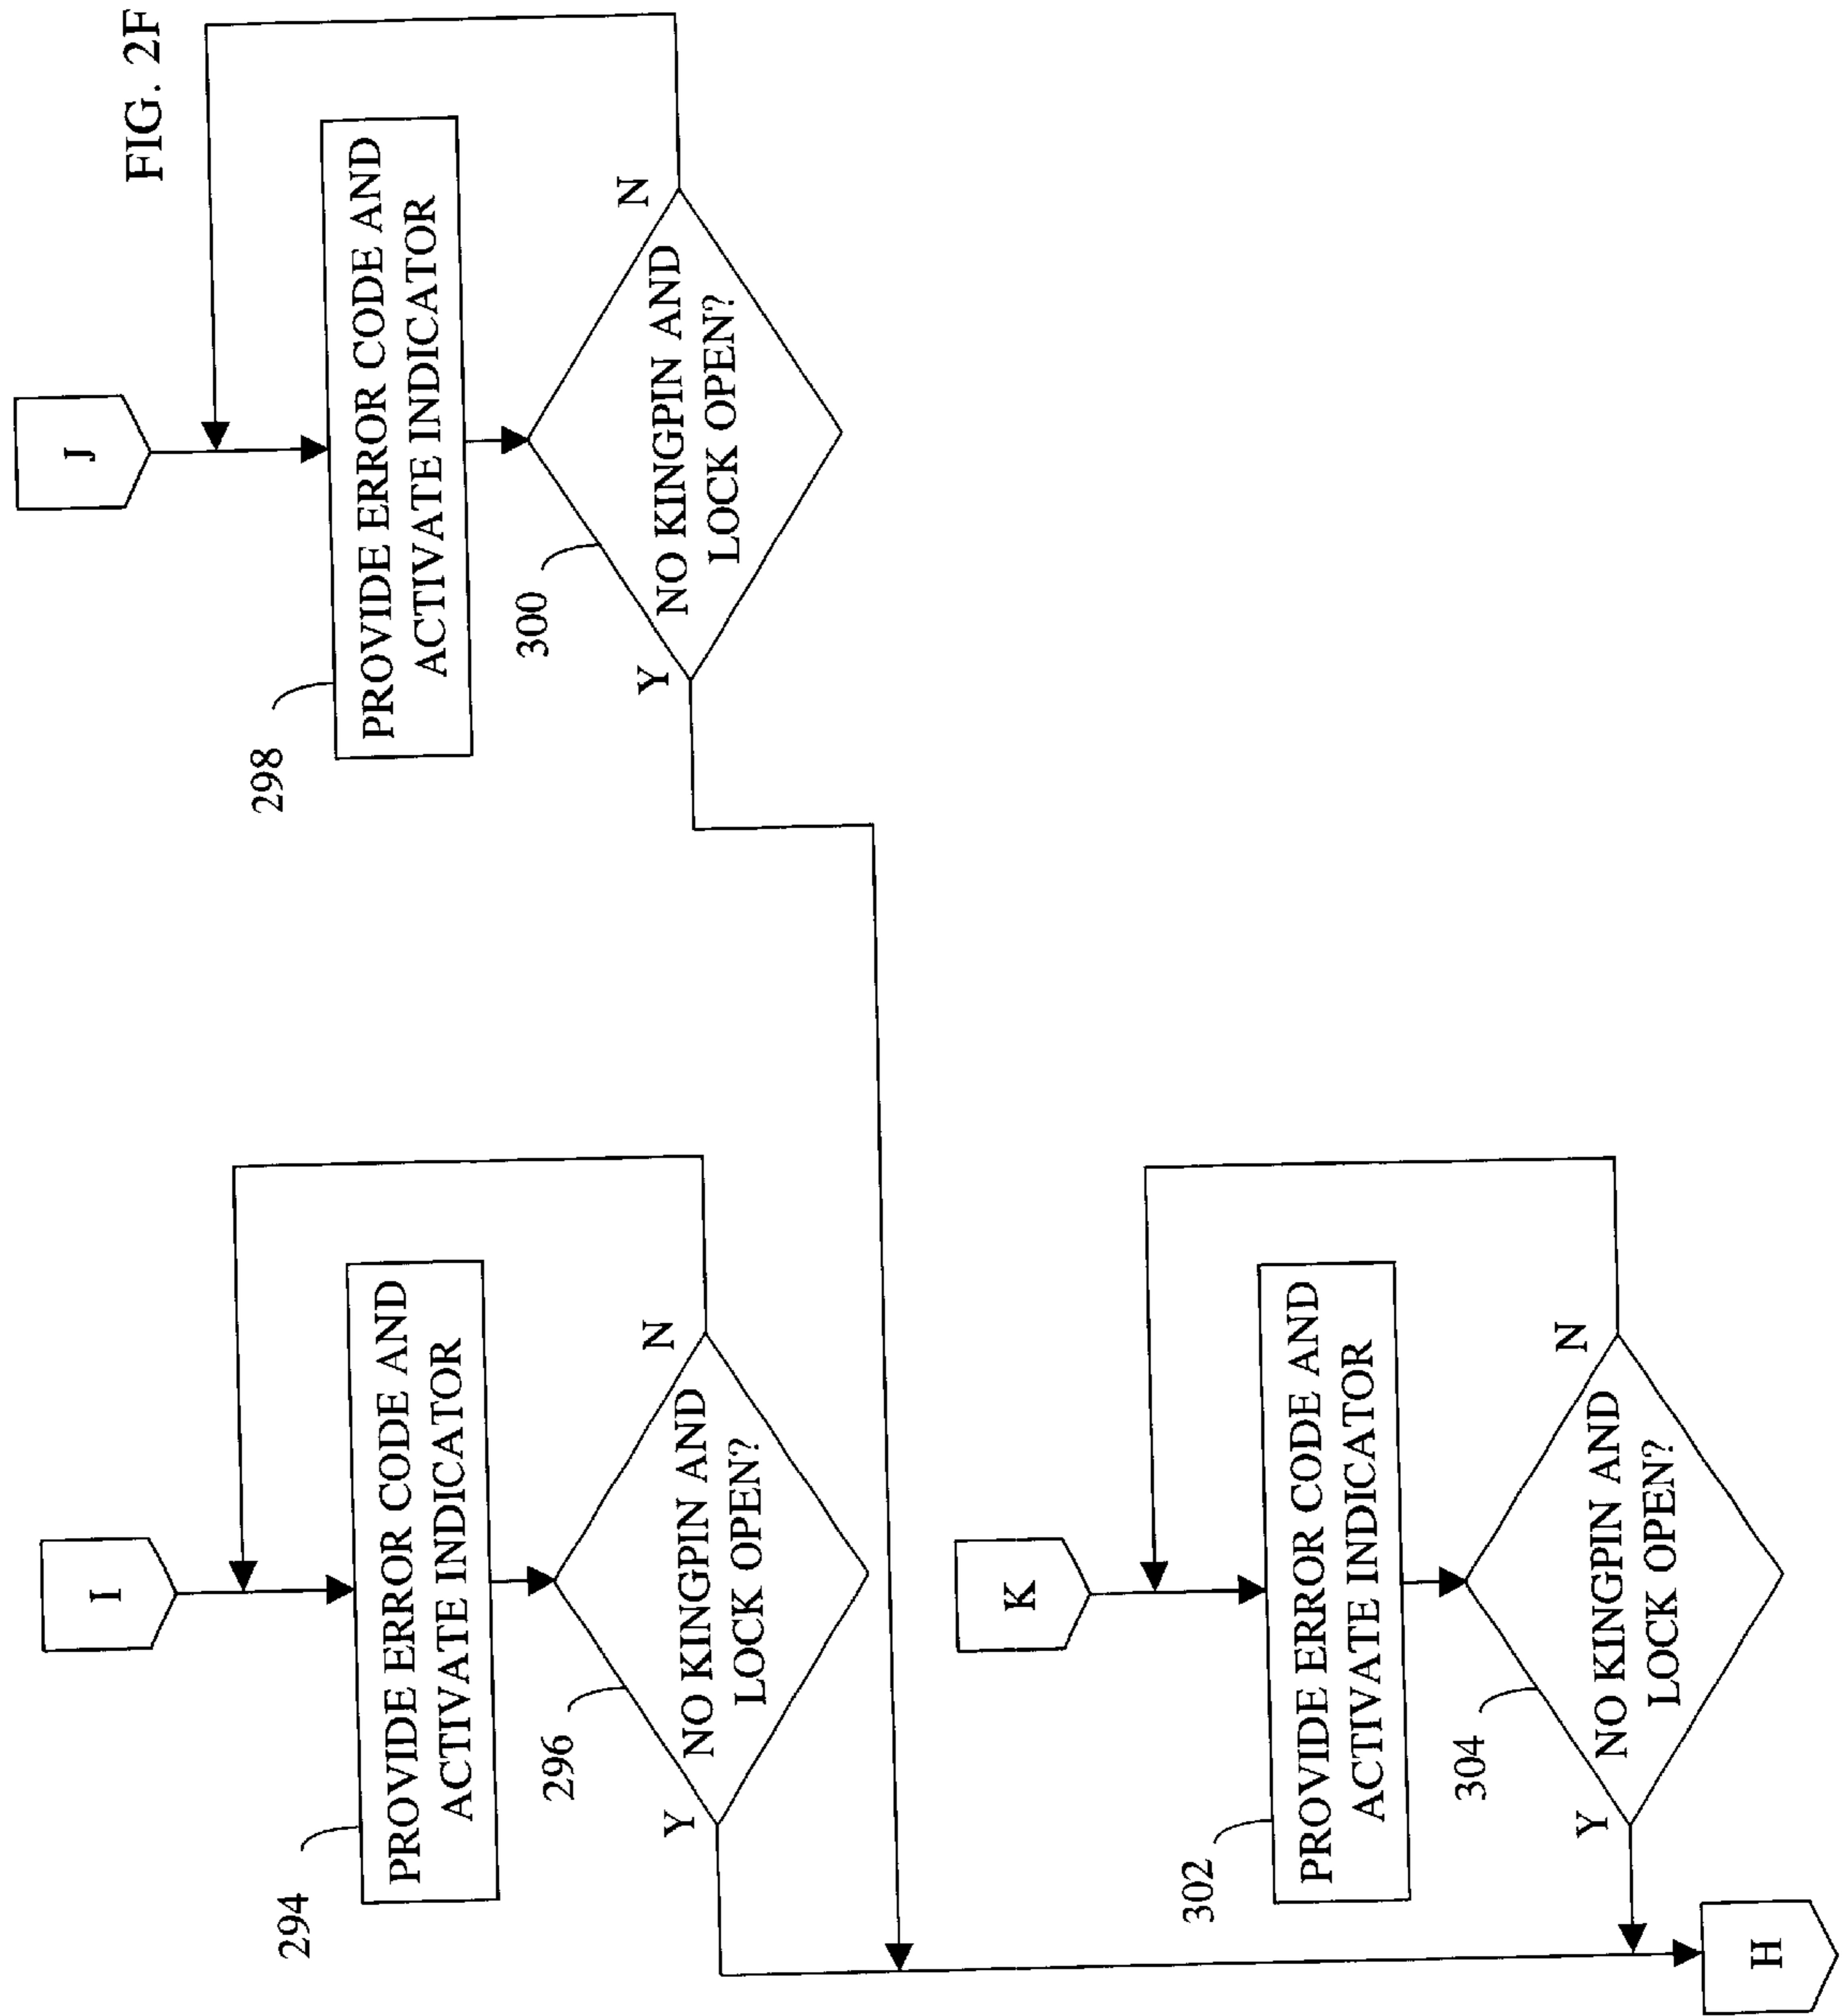 FIG. 2F
I
294
PROVIDE ERROR CODE AND
ACTIVATE INDICATOR
296
Y
N
NO KINGPIN AND
LOCK OPEN?
J
298
PROVIDE ERROR CODE AND
ACTIVATE INDICATOR
300
Y
N
NO KINGPIN AND
LOCK OPEN?
K
302
PROVIDE ERROR CODE AND
ACTIVATE INDICATOR
304
Y
N
NO KINGPIN AND
LOCK OPEN?
H